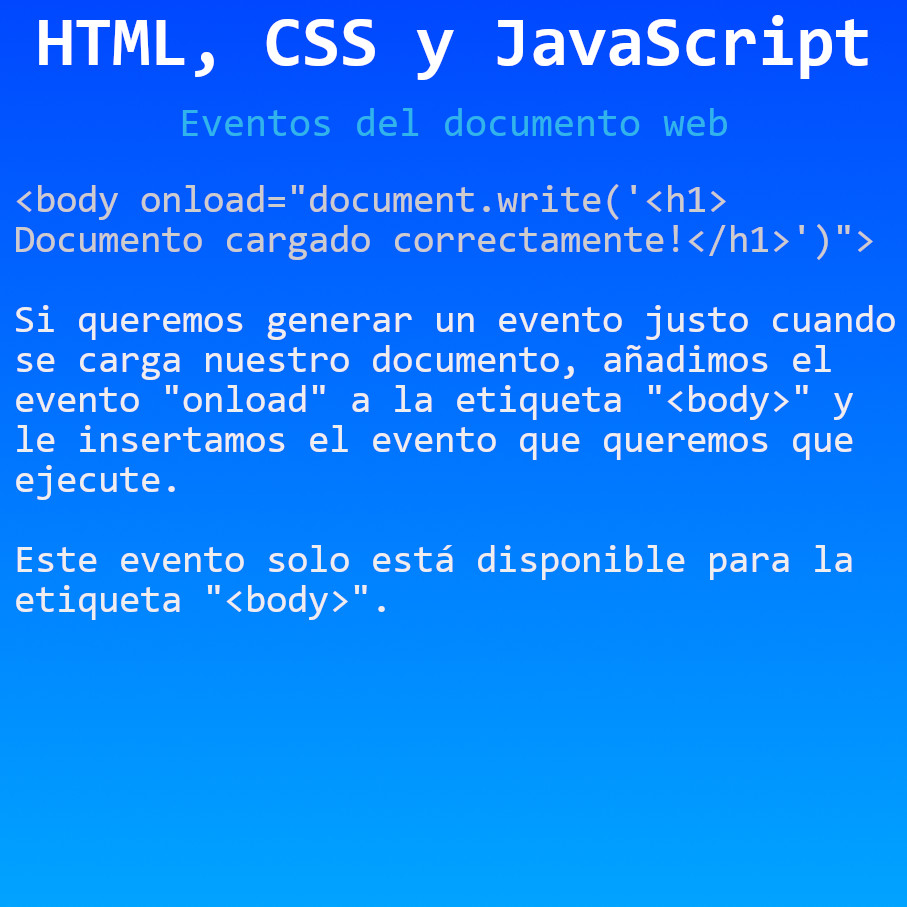 HTML, CSS y JavaScript
Eventos del documento web
<body onload="document.write('<h1>
Documento cargado correctamente!</h1>')">
Si queremos generar un evento justo cuando
se carga nuestro documento, añadimos el
evento "onload" a la etiqueta "<body>" y
le insertamos el evento que queremos que
ejecute.
Este evento solo está disponible para la
etiqueta "<body>".